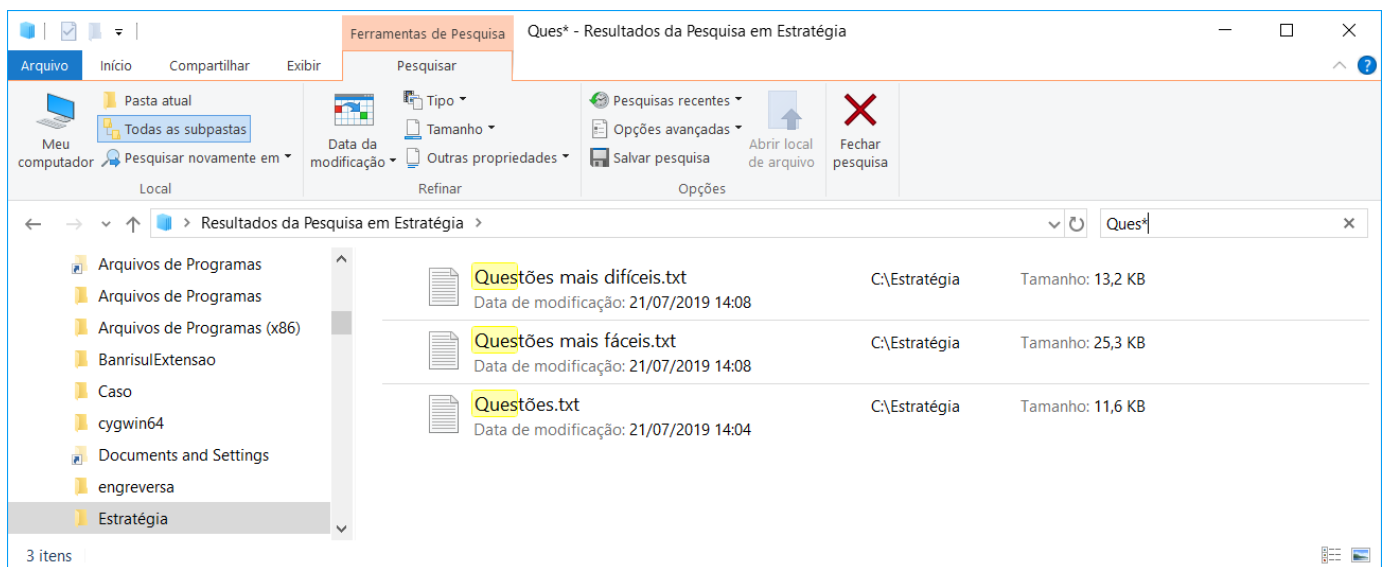 Ferramentas de Pesquisa Ques* - Resultados da Pesquisa em Estratégia
Arquivo Início Compartilhar Exibir Pesquisar
Meu computador
Pasta atual
Todas as subpastas
Pesquisar novamente em
Local
Data da modificação
Tipo
Tamanho
Outras propriedades
Refinar
Pesquisas recentes
Opções avançadas
Salvar pesquisa
Abrir local de arquivo
Opções
Fechar pesquisa
Resultados da Pesquisa em Estratégia
Ques*
Arquivos de Programas
Arquivos de Programas
Arquivos de Programas (x86)
BanrisulExtensao
Caso
cygwin64
Documents and Settings
engreversa
Estratégia
Questões mais difíceis.txt C:\Estratégia Tamanho: 13,2 KB
Data de modificação: 21/07/2019 14:08
Questões mais fáceis.txt C:\Estratégia Tamanho: 25,3 KB
Data de modificação: 21/07/2019 14:08
Questões.txt C:\Estratégia Tamanho: 11,6 KB
Data de modificação: 21/07/2019 14:04
3 itens